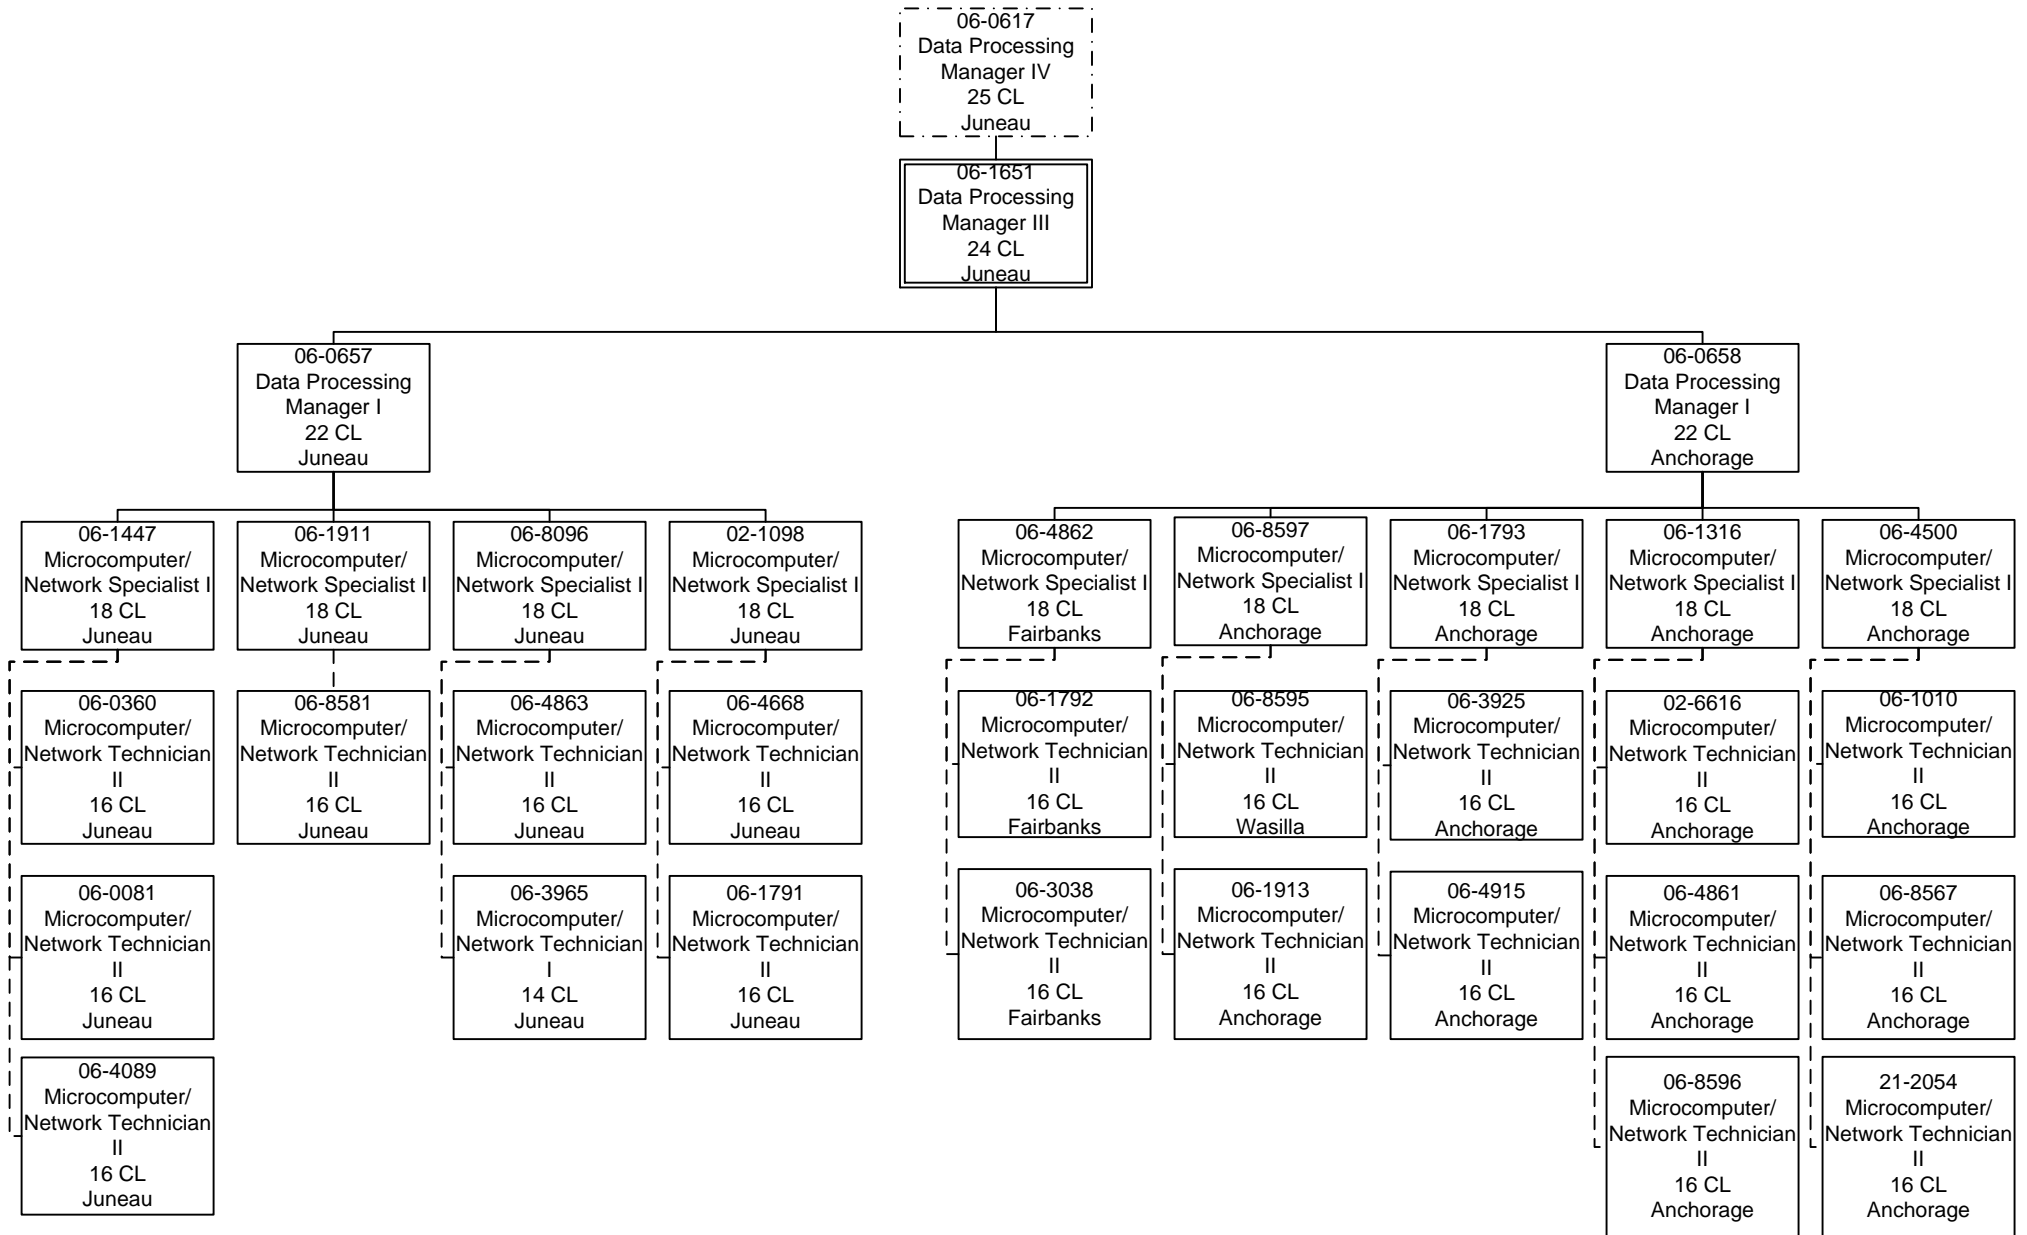 06-0617
Data Processing
Manager IV
25 CL
Juneau
06-1651
Data Processing
Manager III
24 CL
Juneau
06-0657
Data Processing
Manager I
22 CL
Juneau
06-0658
Data Processing
Manager I
22 CL
Anchorage
06-1447
Microcomputer/
Network Specialist I
18 CL
Juneau
06-1911
Microcomputer/
Network Specialist I
18 CL
Juneau
06-8096
Microcomputer/
Network Specialist I
18 CL
Juneau
02-1098
Microcomputer/
Network Specialist I
18 CL
Juneau
06-4862
Microcomputer/
Network Specialist I
18 CL
Fairbanks
06-8597
Microcomputer/
Network Specialist I
18 CL
Anchorage
06-1793
Microcomputer/
Network Specialist I
18 CL
Anchorage
06-1316
Microcomputer/
Network Specialist I
18 CL
Anchorage
06-4500
Microcomputer/
Network Specialist I
18 CL
Anchorage
06-0360
Microcomputer/
Network Technician
II
16 CL
Juneau
06-8581
Microcomputer/
Network Technician
II
16 CL
Juneau
06-4863
Microcomputer/
Network Technician
II
16 CL
Juneau
06-4668
Microcomputer/
Network Technician
II
16 CL
Juneau
06-1792
Microcomputer/
Network Technician
II
16 CL
Fairbanks
06-8595
Microcomputer/
Network Technician
II
16 CL
Wasilla
06-3925
Microcomputer/
Network Technician
II
16 CL
Anchorage
02-6616
Microcomputer/
Network Technician
II
16 CL
Anchorage
06-1010
Microcomputer/
Network Technician
II
16 CL
Anchorage
06-0081
Microcomputer/
Network Technician
II
16 CL
Juneau
06-3965
Microcomputer/
Network Technician
I
14 CL
Juneau
06-1791
Microcomputer/
Network Technician
II
16 CL
Juneau
06-3038
Microcomputer/
Network Technician
II
16 CL
Fairbanks
06-1913
Microcomputer/
Network Technician
II
16 CL
Anchorage
06-4915
Microcomputer/
Network Technician
II
16 CL
Anchorage
06-4861
Microcomputer/
Network Technician
II
16 CL
Anchorage
06-8567
Microcomputer/
Network Technician
II
16 CL
Anchorage
06-4089
Microcomputer/
Network Technician
II
16 CL
Juneau
06-8596
Microcomputer/
Network Technician
II
16 CL
Anchorage
21-2054
Microcomputer/
Network Technician
II
16 CL
Anchorage